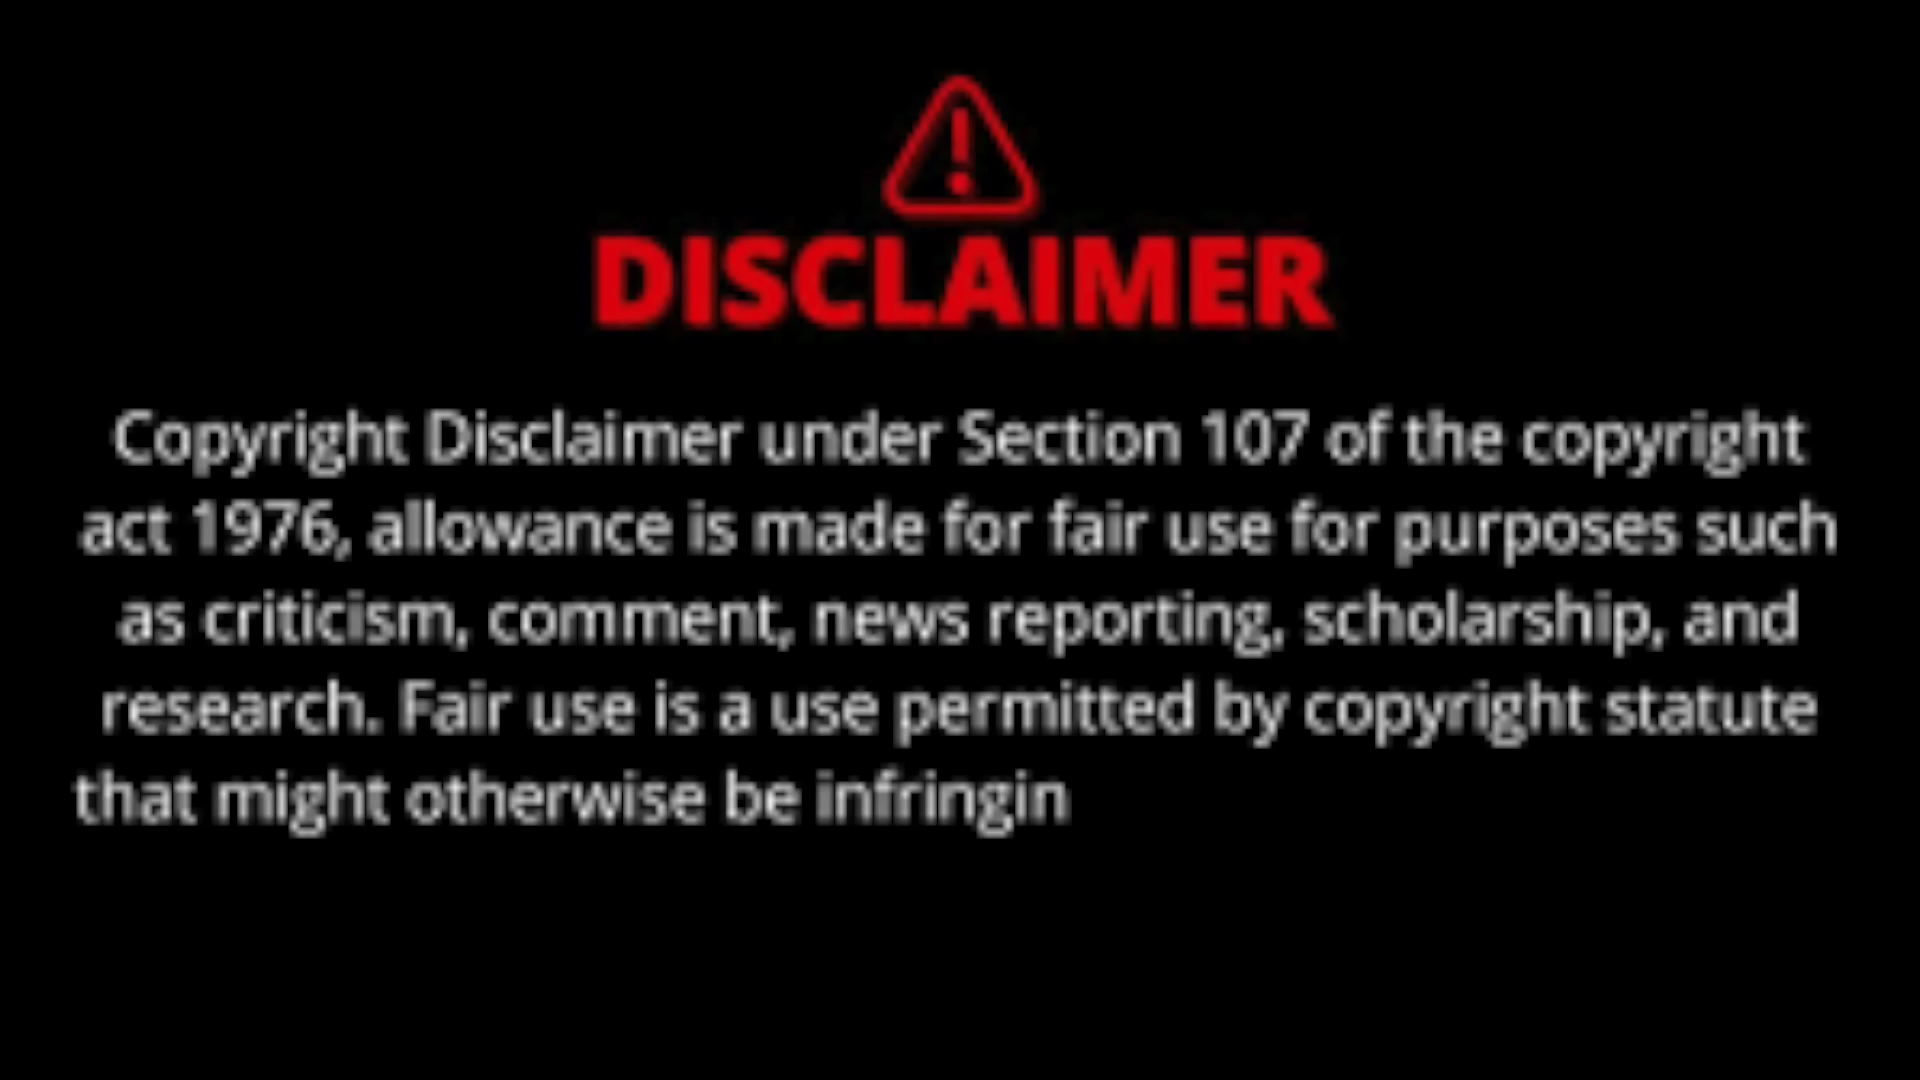 DISCLAIMER
Copyright Disclaimer under Section 107 of the copyright
act 1976, allowance is made for fair use for purposes such
as criticism, comment, news reporting, scholarship, and
research. Fair use is a use permitted by copyright statute
that might otherwise be infringin